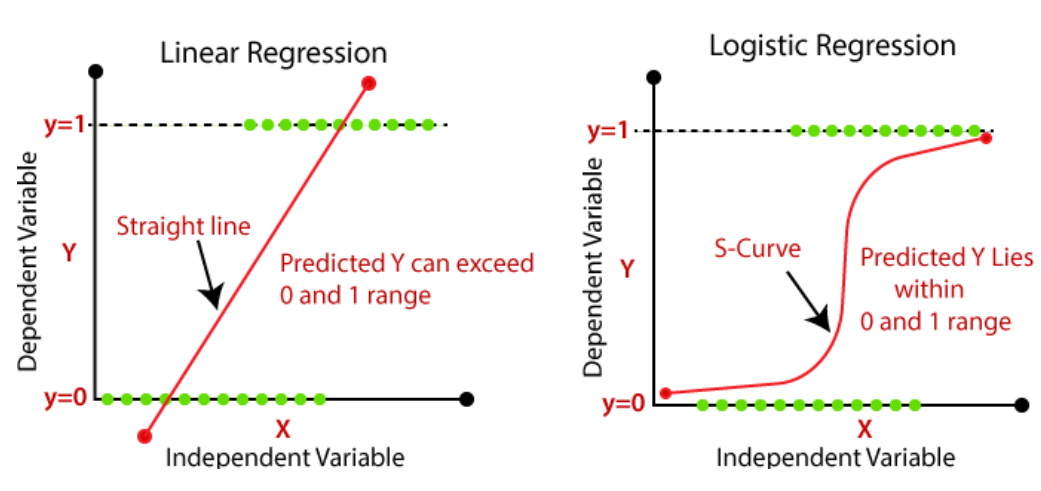 Linear Regression
y=1
Dependent Variable
Y
Straight line
Predicted Y can exceed
0 and 1 range
y=0
X
Independent Variable
Logistic Regression
y=1
Dependent Variable
Y
S-Curve
Predicted Y Lies
within
0 and 1 range
y=0
X
Independent Variable